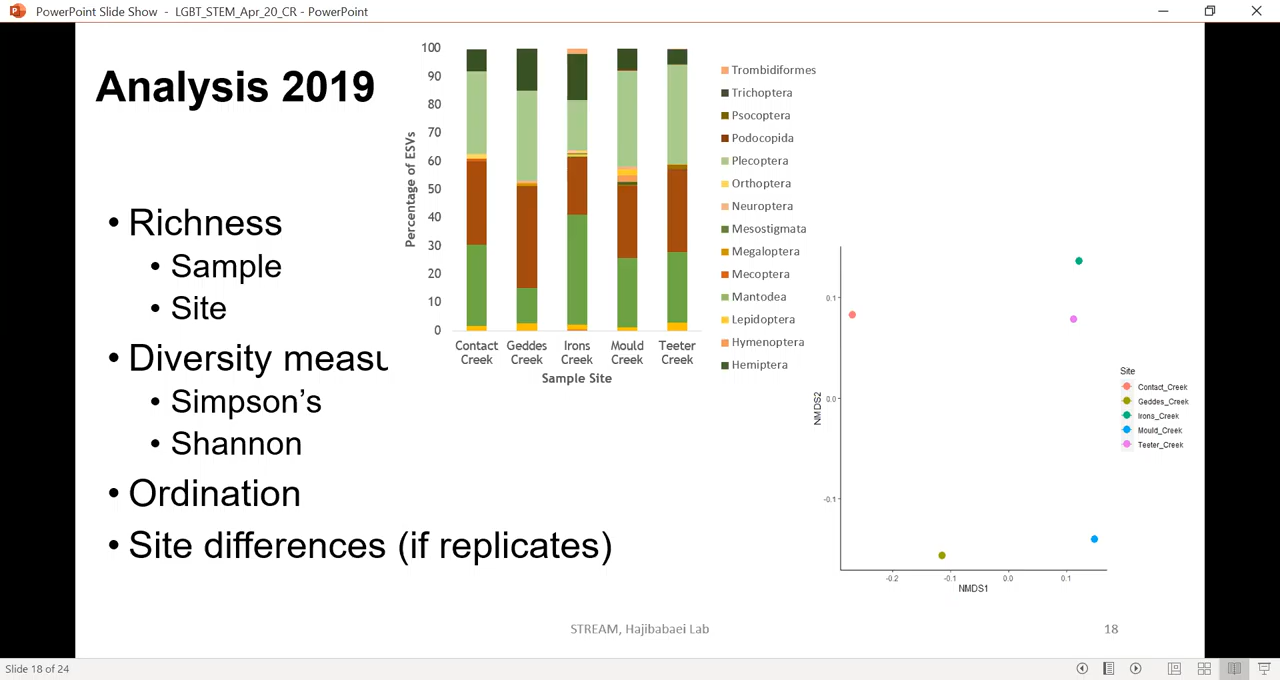 PowerPoint Slide Show - LGBT_STEM_Apr_20_CR - PowerPoint
Analysis 2019
• Richness
• Sample
• Site
• Diversity measu
• Simpson's
• Shannon
• Ordination
• Site differences (if replicates)
Percentage of ESVs
100
90
80
70
60
50
40
30
20
10
0
Contact Creek
Geddes Creek
Irons Creek
Mould Creek
Teeter Creek
Sample Site
Trombidiformes
Trichoptera
Psocoptera
Podocopida
Plecoptera
Orthoptera
Neuroptera
Mesostigmata
Megaloptera
Mecoptera
Mantodea
Lepidoptera
Hymenoptera
Hemiptera
NMDS2
0.1
0.0
-0.1
-0.2
-0.1
0.0
0.1
NMDS1
Site
Contact_Creek
Geddes_Creek
Irons_Creek
Mould_Creek
Teeter_Creek
STREAM, Hajibabaei Lab
18
Slide 18 of 24